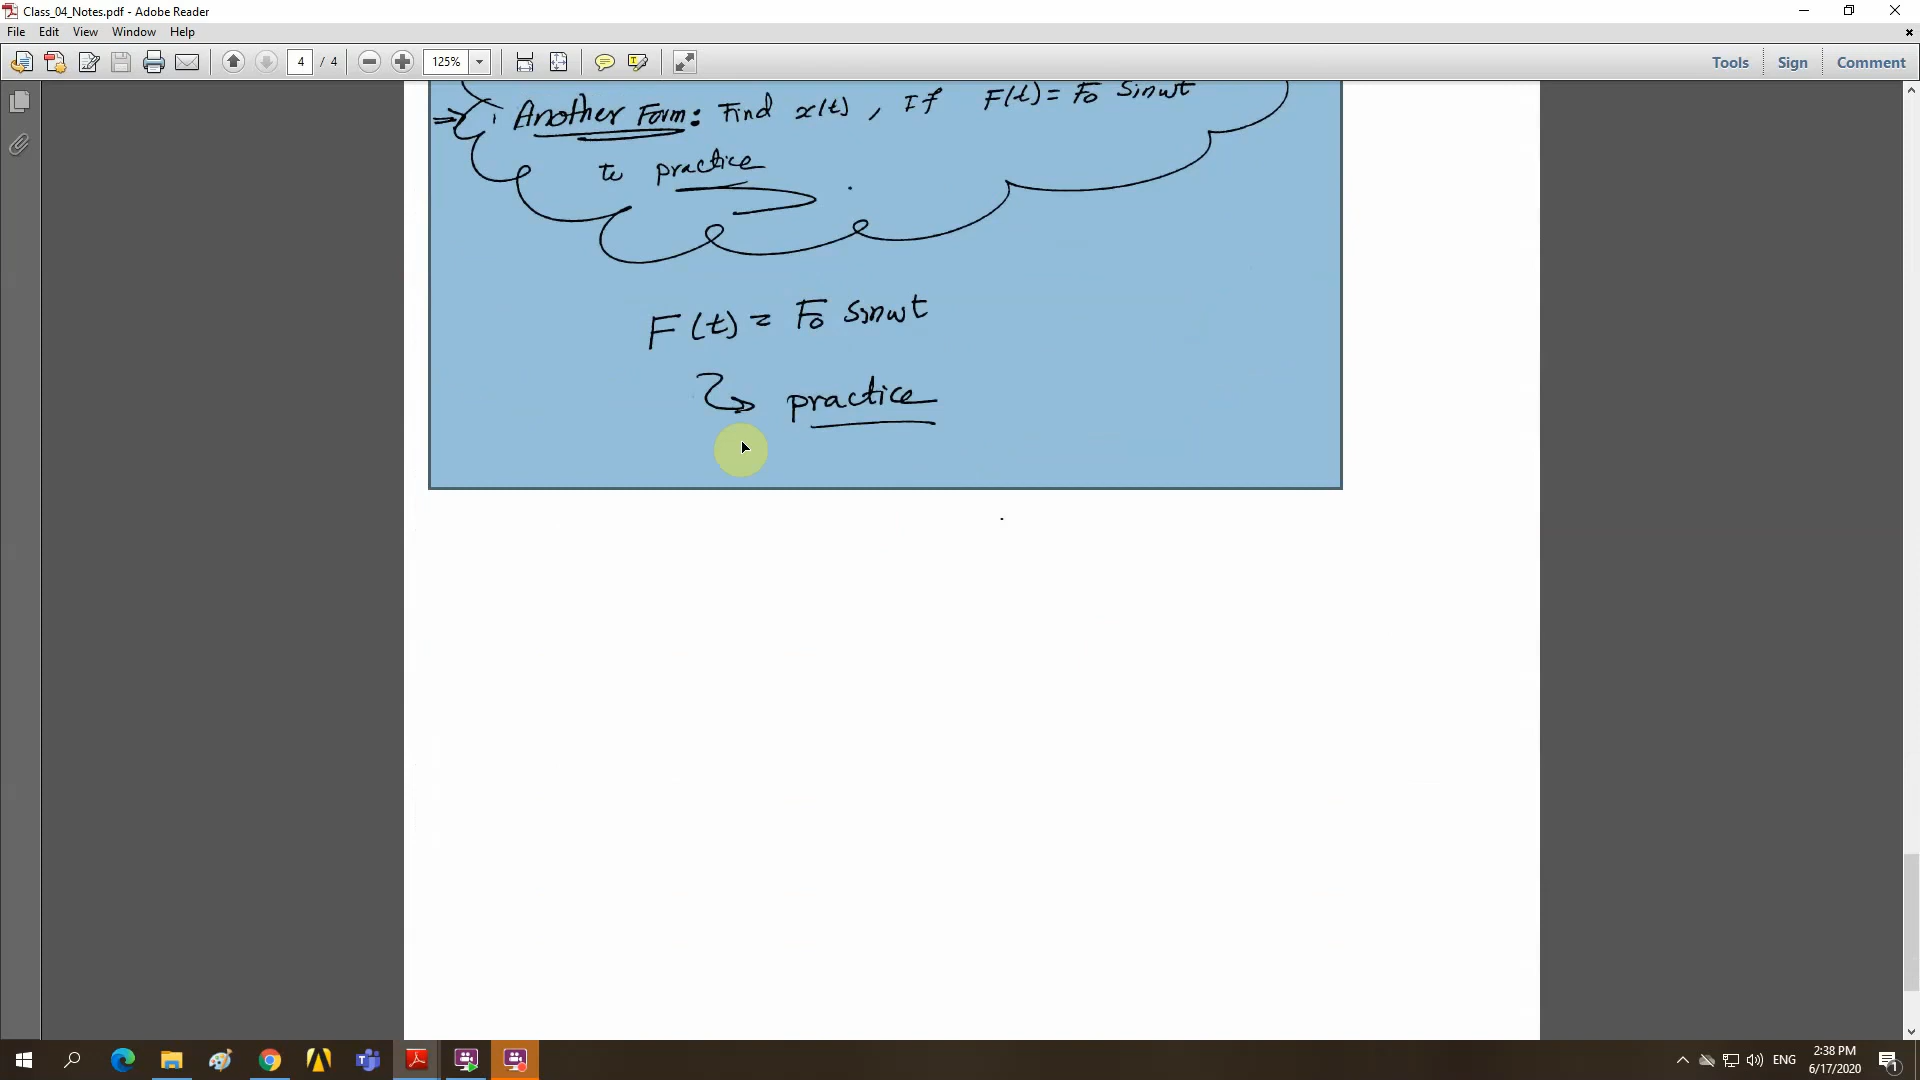 Class_04_Notes.pdf - Adobe Reader
File Edit View Window Help
4 / 4 125% Tools Sign Comment
⇒ Another Form: Find x(t) , If F(t) = F₀ Sinwt
to practice
F(t) = F₀ Sinwt
practice
ENG 2:38 PM
6/17/2020
1